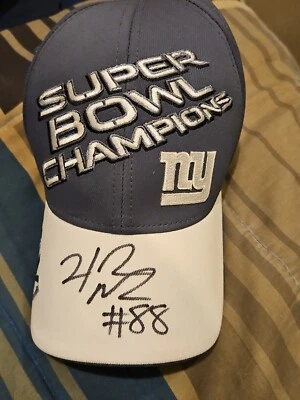 SUPER
BOWL
CHAMPIONS
ny
#88